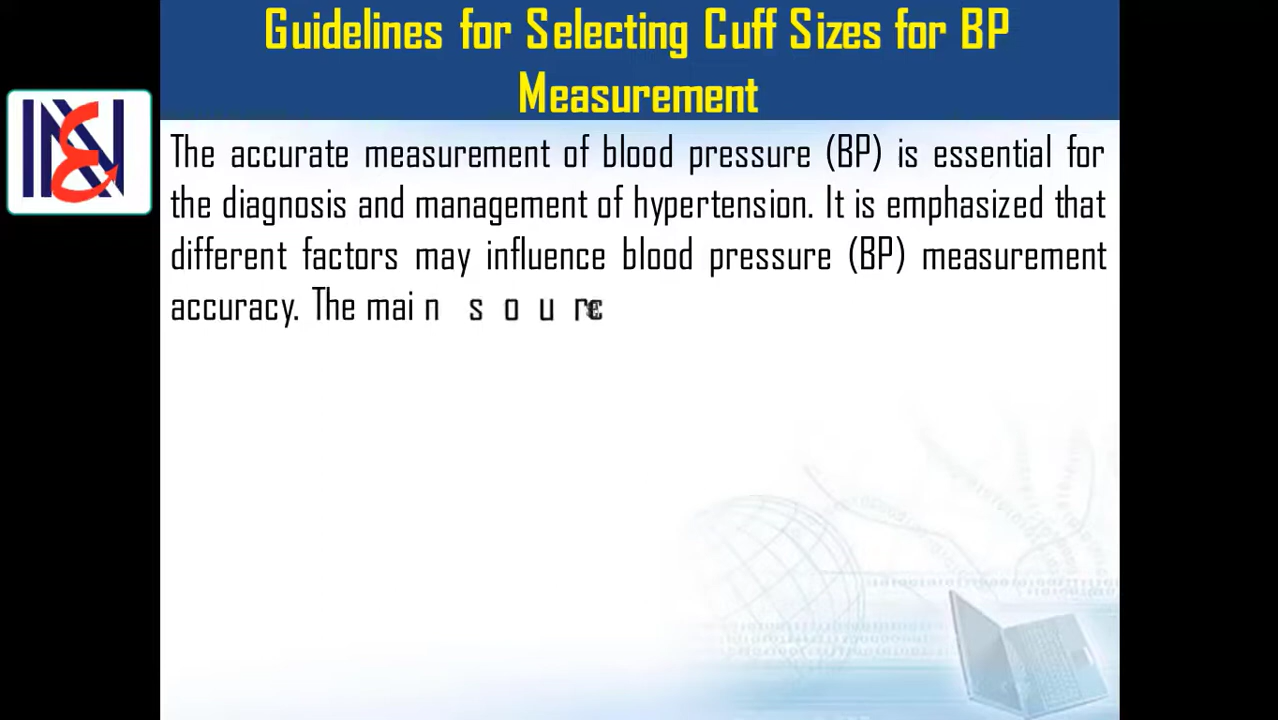 Guidelines for Selecting Cuff Sizes for BP
Measurement
The accurate measurement of blood pressure (BP) is essential for
the diagnosis and management of hypertension. It is emphasized that
different factors may influence blood pressure (BP) measurement
accuracy. The main